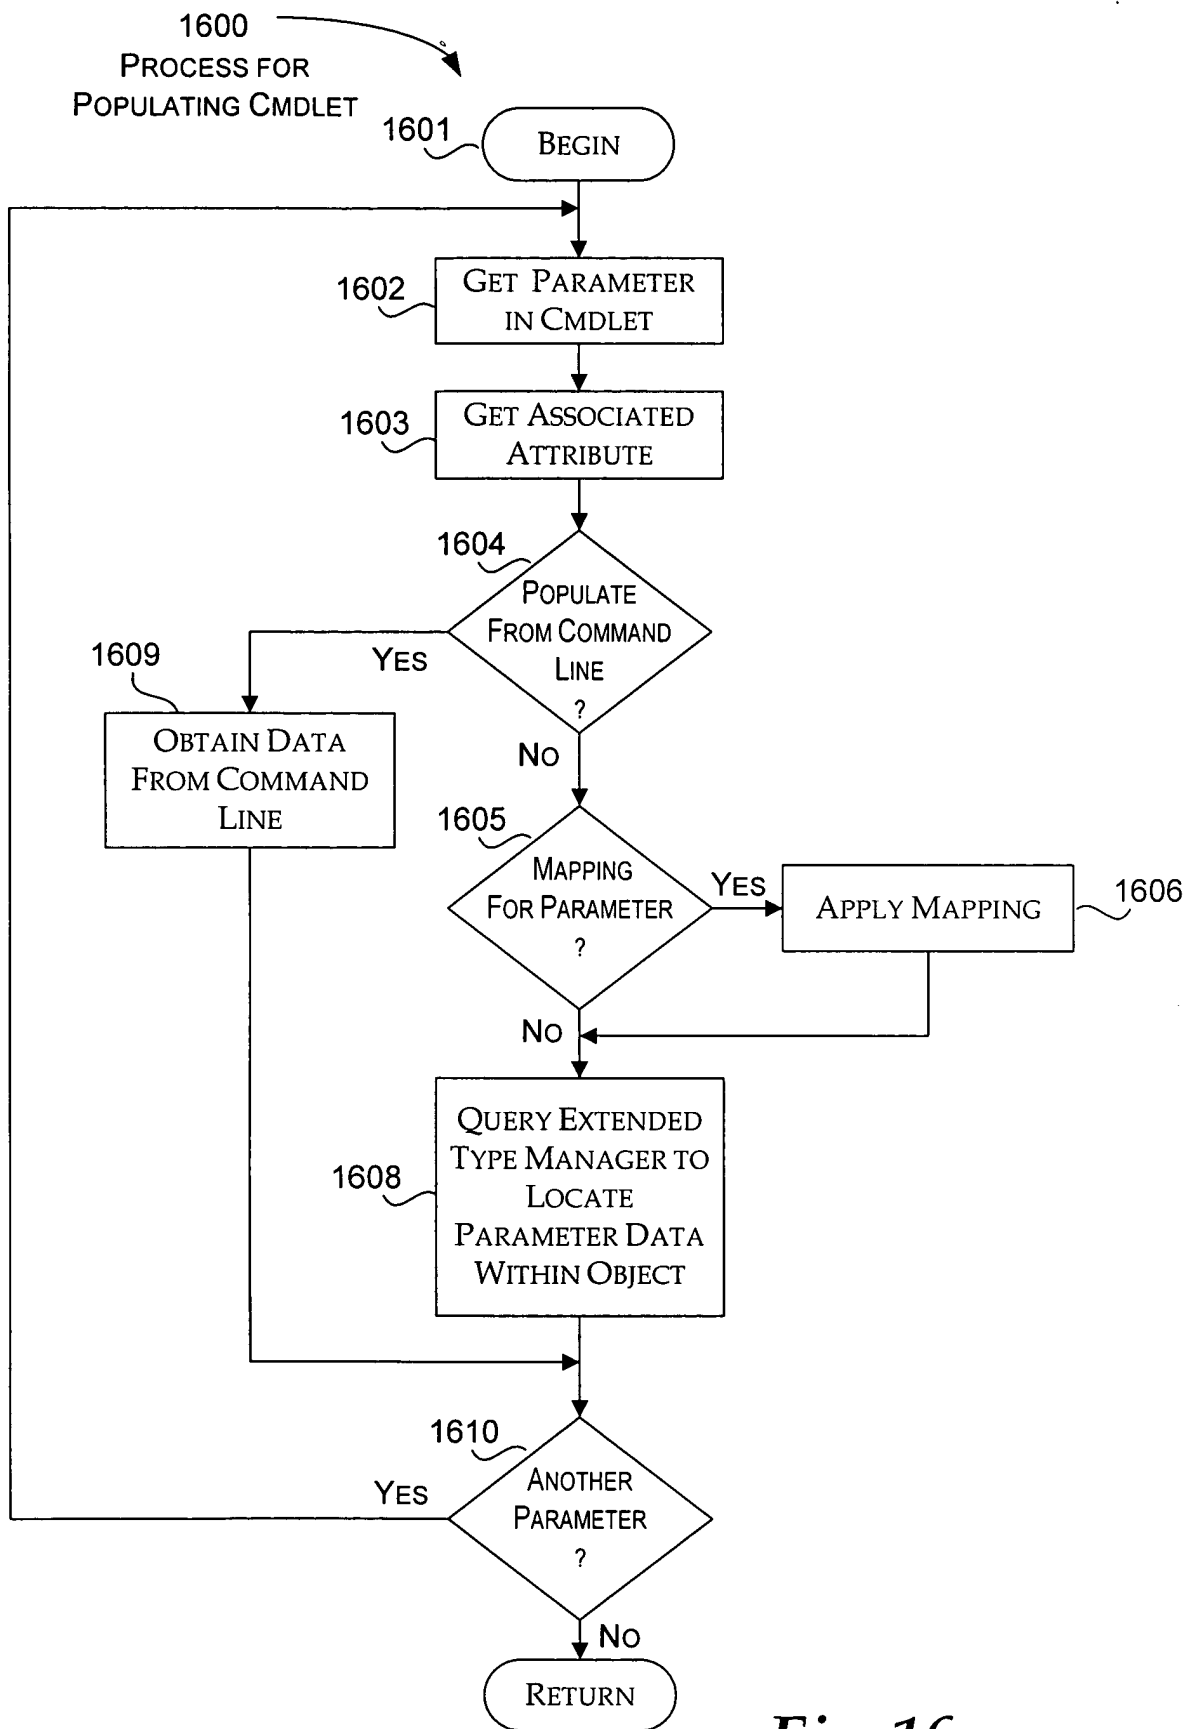 1600
PROCESS FOR
POPULATING CMDLET
1601
BEGIN
1602
GET PARAMETER
IN CMDLET
1603
GET ASSOCIATED
ATTRIBUTE
1604
POPULATE
FROM COMMAND
LINE
?
YES
NO
1609
OBTAIN DATA
FROM COMMAND
LINE
1605
MAPPING
FOR PARAMETER
?
YES
NO
APPLY MAPPING
1606
1608
QUERY EXTENDED
TYPE MANAGER TO
LOCATE
PARAMETER DATA
WITHIN OBJECT
1610
ANOTHER
PARAMETER
?
YES
NO
RETURN
Fig. 16